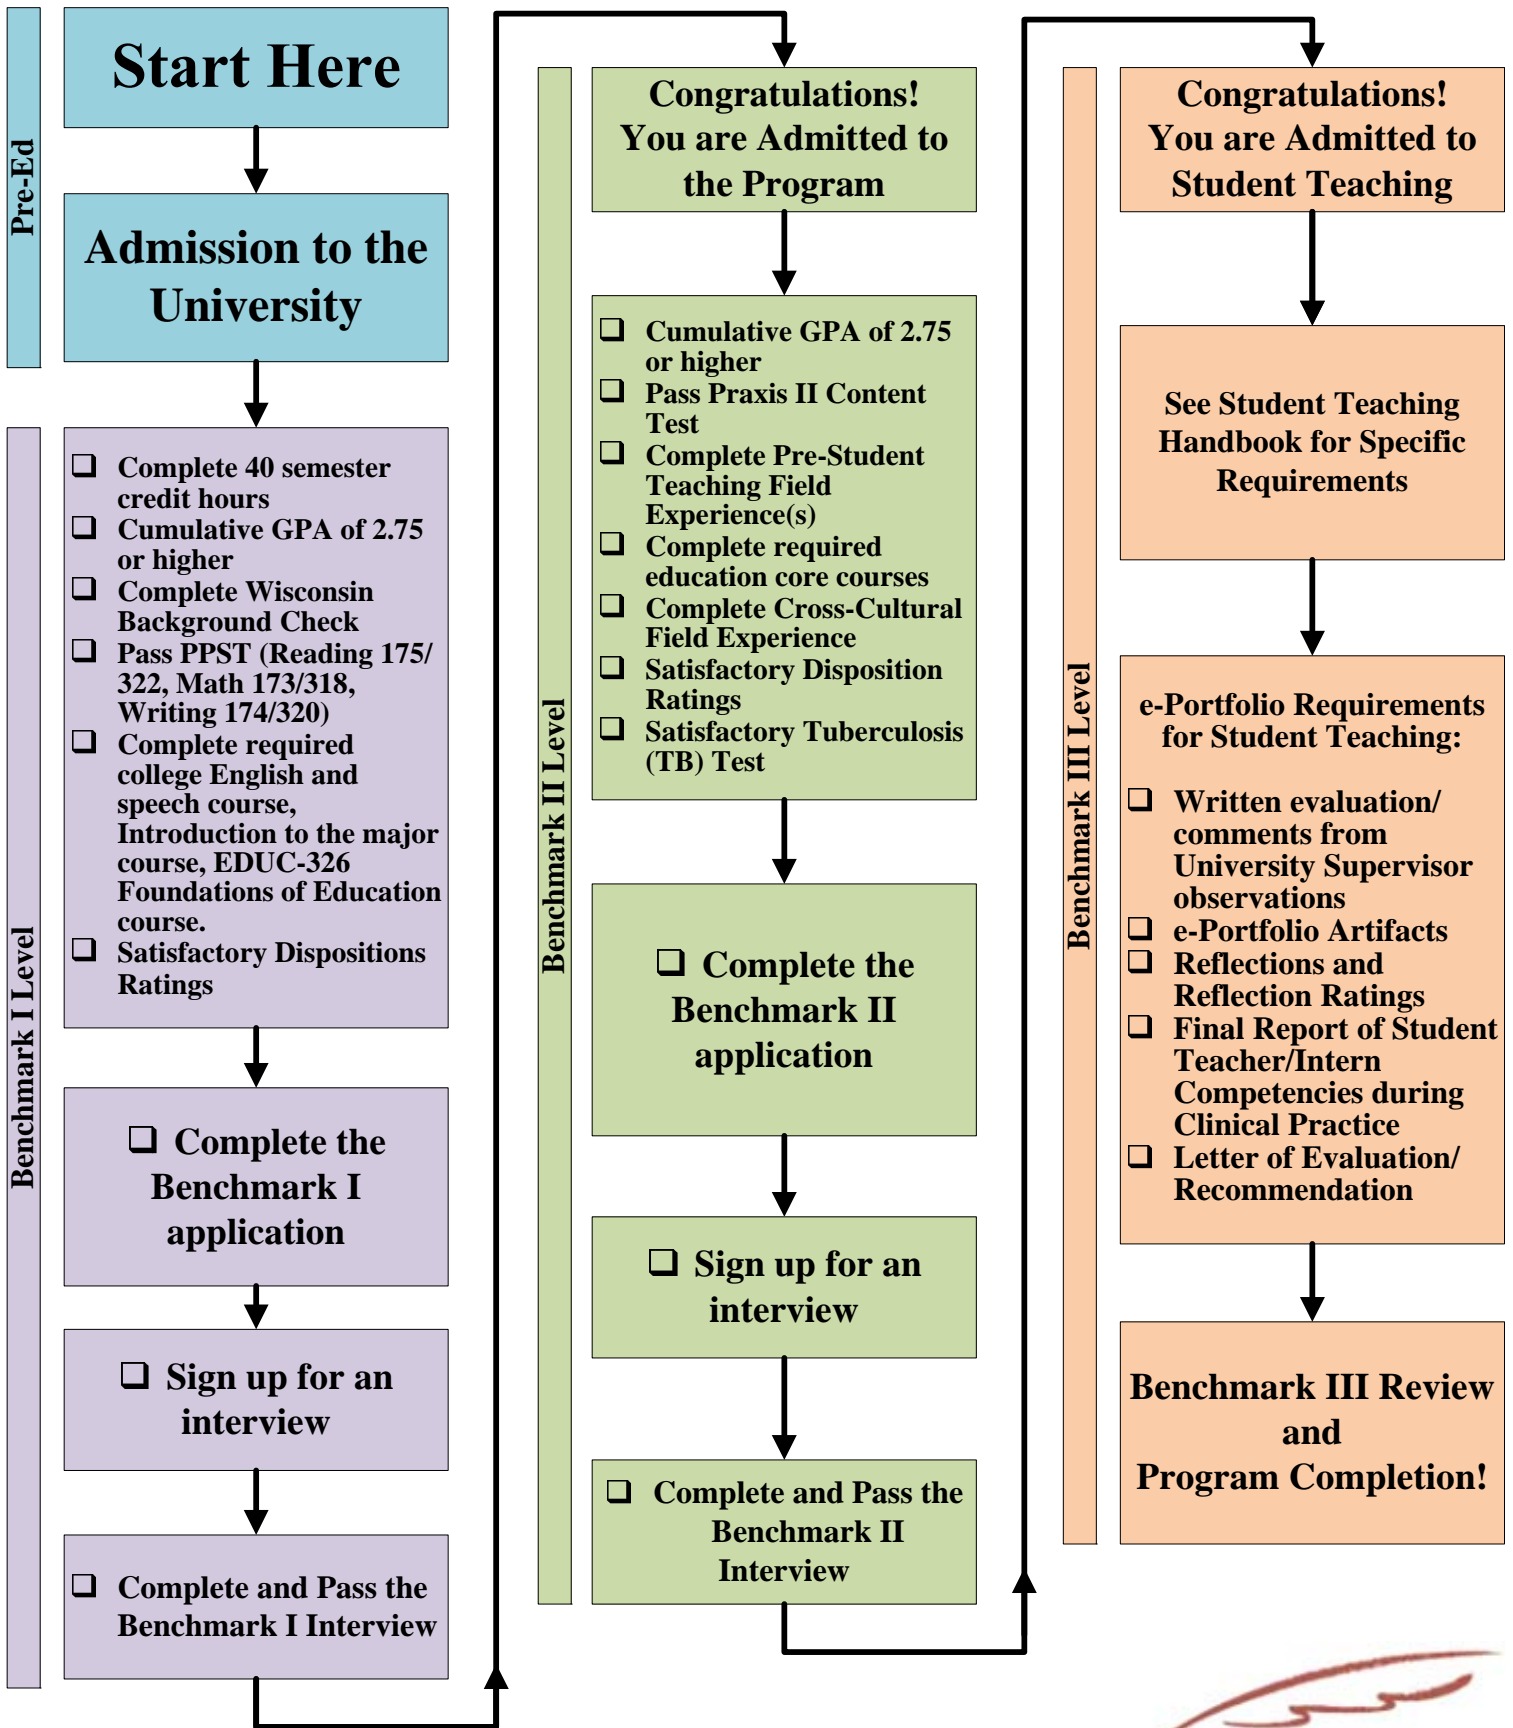 Pre-Ed
Start Here
Admission to the
University
Benchmark I Level
❑ Complete 40 semester
credit hours
❑ Cumulative GPA of 2.75
or higher
❑ Complete Wisconsin
Background Check
❑ Pass PPST (Reading 175/
322, Math 173/318,
Writing 174/320)
❑ Complete required
college English and
speech course,
Introduction to the major
course, EDUC-326
Foundations of Education
course.
❑ Satisfactory Dispositions
Ratings
❑ Complete the
Benchmark I
application
❑ Sign up for an
interview
❑ Complete and Pass the
Benchmark I Interview
Benchmark II Level
Congratulations!
You are Admitted to
the Program
❑ Cumulative GPA of 2.75
or higher
❑ Pass Praxis II Content
Test
❑ Complete Pre-Student
Teaching Field
Experience(s)
❑ Complete required
education core courses
❑ Complete Cross-Cultural
Field Experience
❑ Satisfactory Disposition
Ratings
❑ Satisfactory Tuberculosis
(TB) Test
❑ Complete the
Benchmark II
application
❑ Sign up for an
interview
❑ Complete and Pass the
Benchmark II
Interview
Benchmark III Level
Congratulations!
You are Admitted to
Student Teaching
See Student Teaching
Handbook for Specific
Requirements
e-Portfolio Requirements
for Student Teaching:
❑ Written evaluation/
comments from
University Supervisor
observations
❑ e-Portfolio Artifacts
❑ Reflections and
Reflection Ratings
❑ Final Report of Student
Teacher/Intern
Competencies during
Clinical Practice
❑ Letter of Evaluation/
Recommendation
Benchmark III Review
and
Program Completion!